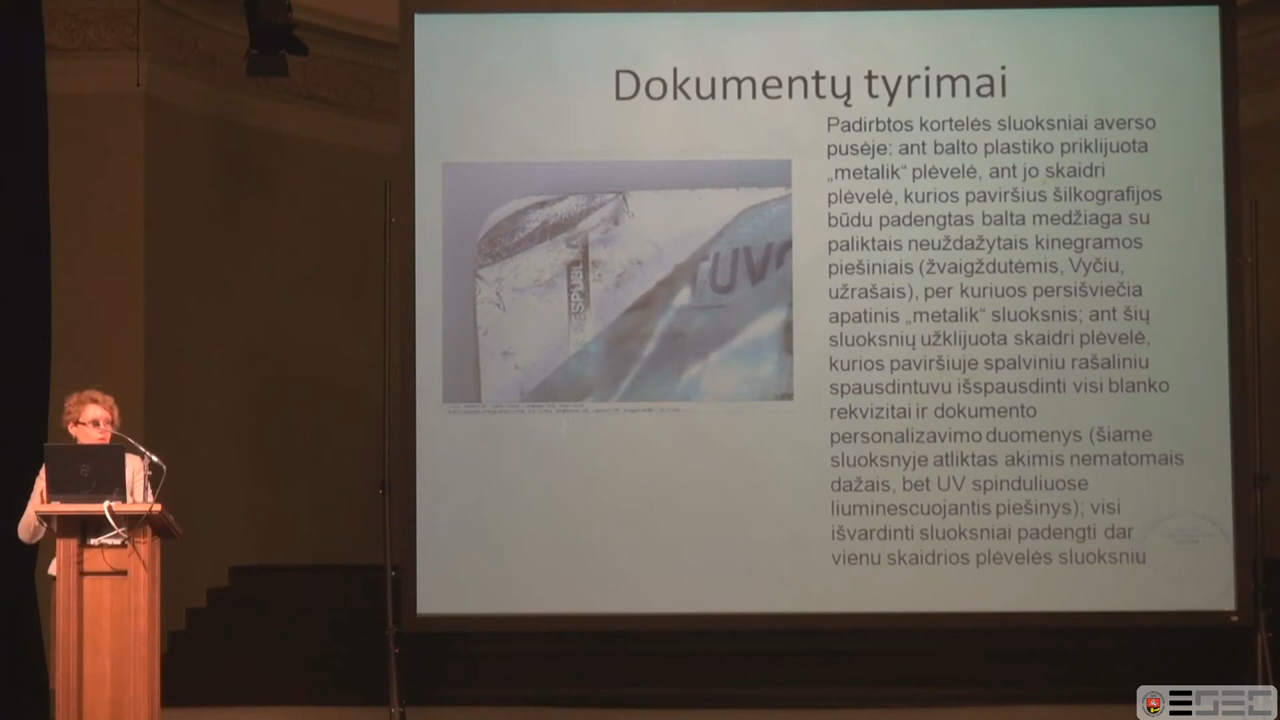 Dokumentų tyrimai
Padirbtos kortelės sluoksniai averso
pusėje: ant balto plastiko priklijuota
„metalik“ plėvelė, ant jo skaidri
plėvelė, kurios paviršius šilkografijos
būdu padengtas balta medžiaga su
paliktais neuždažytais kinegramos
piešiniais (žvaigždutėmis, Vyčiu,
užrašais), per kuriuos persišviečia
apatinis „metalik“ sluoksnis; ant šių
sluoksnių užklijuota skaidri plėvelė,
kurios paviršiuje spalviniu rašaliniu
spausdintuvu išspausdinti visi blanko
rekvizitai ir dokumento
personalizavimo duomenys (šiame
sluoksnyje atliktas akimis nematomais
dažais, bet UV spinduliuose
liuminescuojantis piešinys); visi
išvardinti sluoksniai padengti dar
vienu skaidrios plėvelės sluoksniu
ESPUBL
TUVO